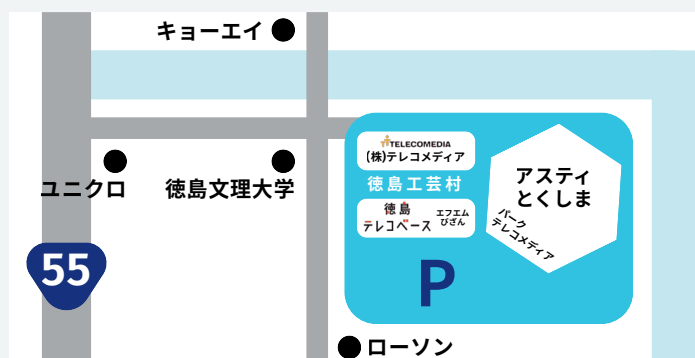 キョーエイ
TELECOMEDIA
(株)テレコメディア
徳島工芸村
徳島
テレコベース
エフエム
びざん
アスティ
とくしま
パーク
テレコメディア
ユニクロ
徳島文理大学
55
P
ローソン